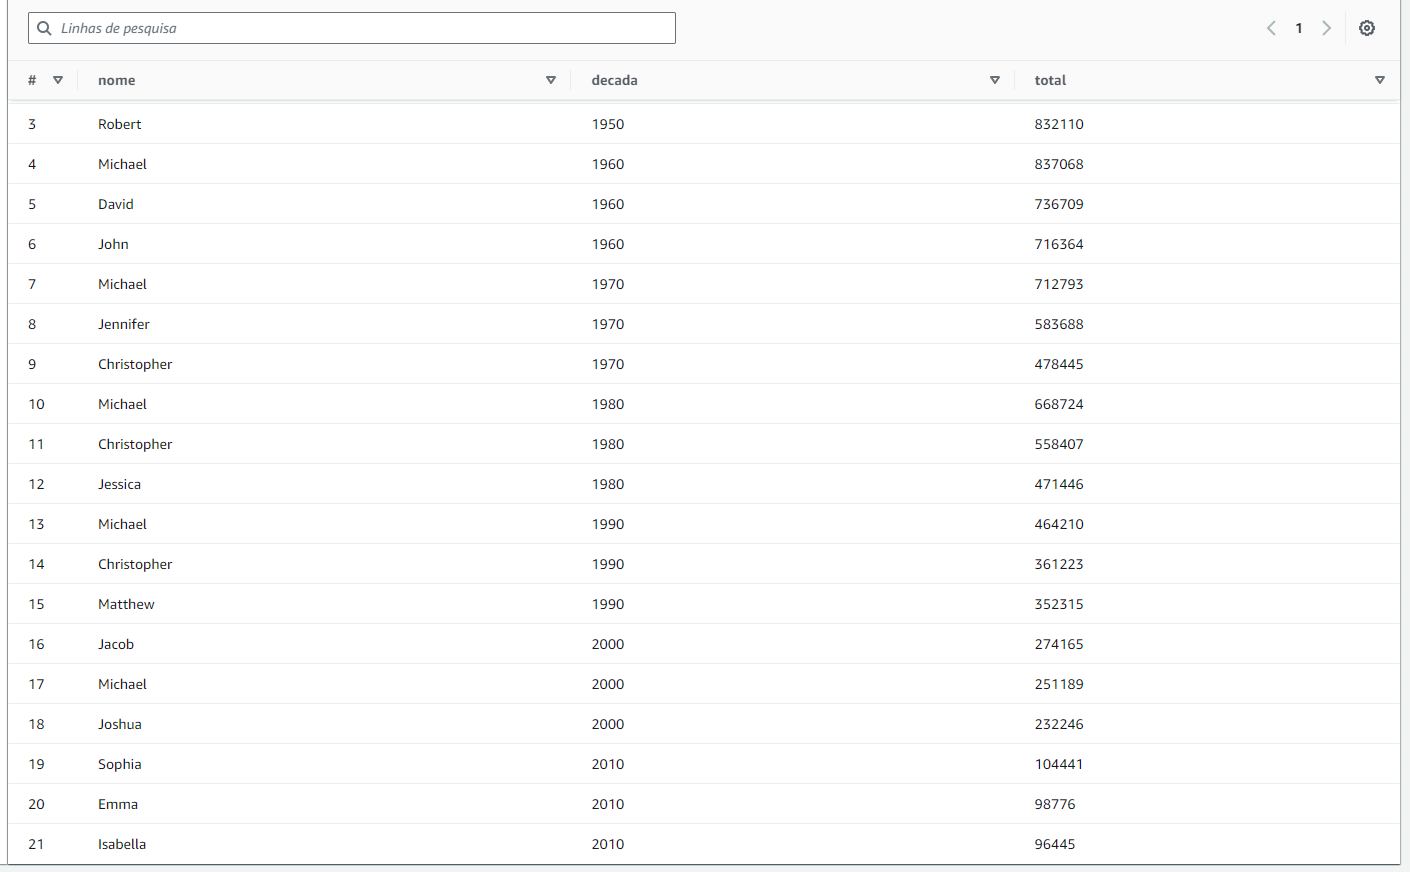 Linhas de pesquisa
1
# nome decada total
3 Robert 1950 832110
4 Michael 1960 837068
5 David 1960 736709
6 John 1960 716364
7 Michael 1970 712793
8 Jennifer 1970 583688
9 Christopher 1970 478445
10 Michael 1980 668724
11 Christopher 1980 558407
12 Jessica 1980 471446
13 Michael 1990 464210
14 Christopher 1990 361223
15 Matthew 1990 352315
16 Jacob 2000 274165
17 Michael 2000 251189
18 Joshua 2000 232246
19 Sophia 2010 104441
20 Emma 2010 98776
21 Isabella 2010 96445